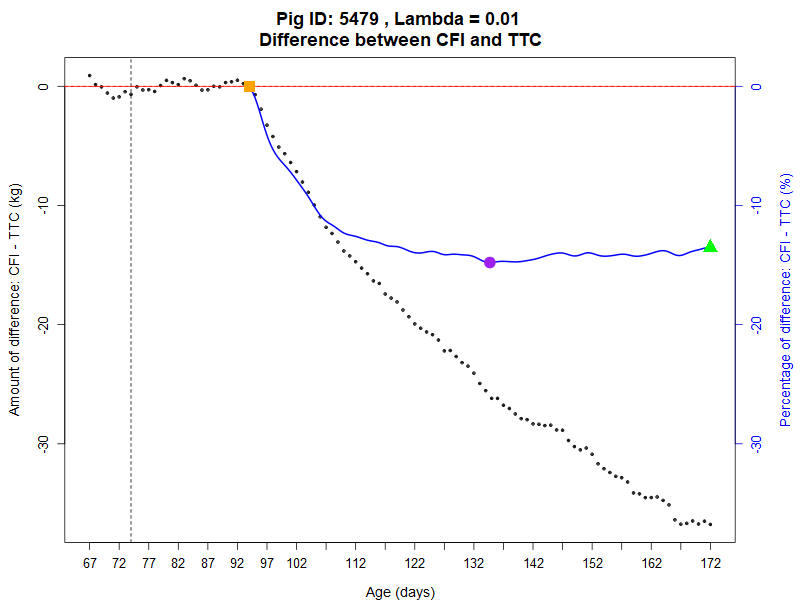 Pig ID: 5479 , Lambda = 0.01
Difference between CFI and TTC
Amount of difference: CFI - TTC (kg)
0
-10
-20
-30
0
-10
-20
-30
Percentage of difference: CFI - TTC (%)
67 72 77 82 87 92 97 102 112 122 132 142 152 162 172
Age (days)